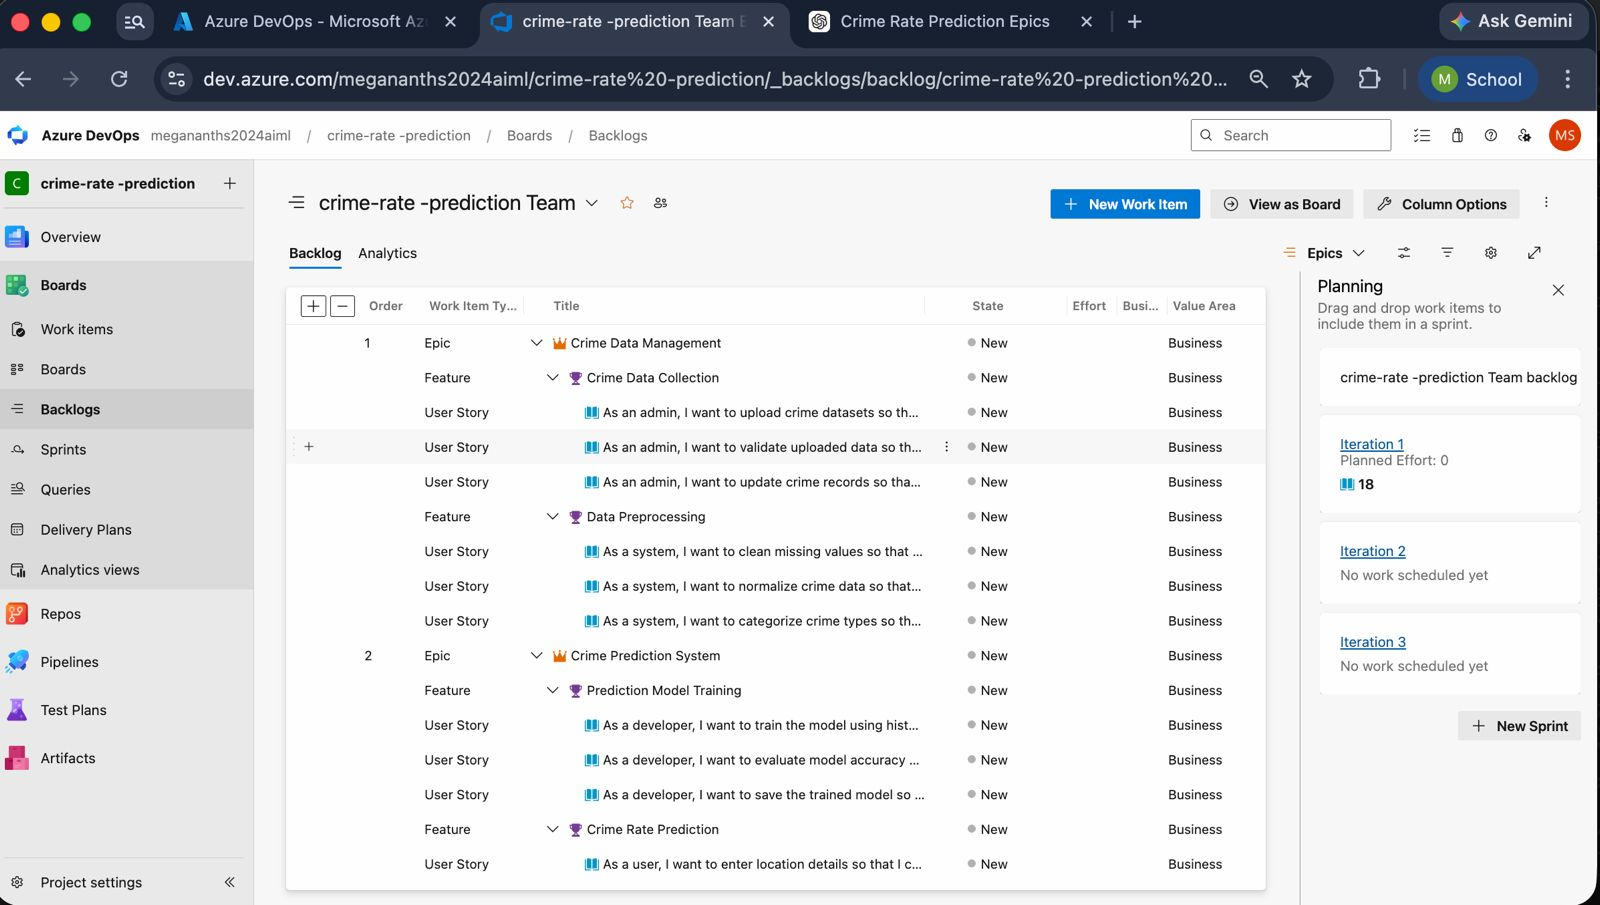 Azure DevOps - Microsoft Az
crime-rate -prediction Team B
Crime Rate Prediction Epics
Ask Gemini
dev.azure.com/megananths2024aiml/crime-rate%20-prediction/_backlogs/backlog/crime-rate%20-prediction%20...
M School
Azure DevOps megananths2024aiml / crime-rate -prediction / Boards / Backlogs
Search
MS
C crime-rate -prediction
Overview
Boards
Work items
Boards
Backlogs
Sprints
Queries
Delivery Plans
Analytics views
Repos
Pipelines
Test Plans
Artifacts
Project settings
crime-rate -prediction Team
New Work Item
View as Board
Column Options
Backlog Analytics
Epics
Order Work Item Ty... Title State Effort Busi... Value Area
1 Epic Crime Data Management New Business
Feature Crime Data Collection New Business
User Story As an admin, I want to upload crime datasets so th... New Business
User Story As an admin, I want to validate uploaded data so th... New Business
User Story As an admin, I want to update crime records so tha... New Business
Feature Data Preprocessing New Business
User Story As a system, I want to clean missing values so that ... New Business
User Story As a system, I want to normalize crime data so that... New Business
User Story As a system, I want to categorize crime types so th... New Business
2 Epic Crime Prediction System New Business
Feature Prediction Model Training New Business
User Story As a developer, I want to train the model using hist... New Business
User Story As a developer, I want to evaluate model accuracy ... New Business
User Story As a developer, I want to save the trained model so ... New Business
Feature Crime Rate Prediction New Business
User Story As a user, I want to enter location details so that I c... New Business
Planning
Drag and drop work items to
include them in a sprint.
crime-rate -prediction Team backlog
Iteration 1
Planned Effort: 0
18
Iteration 2
No work scheduled yet
Iteration 3
No work scheduled yet
New Sprint